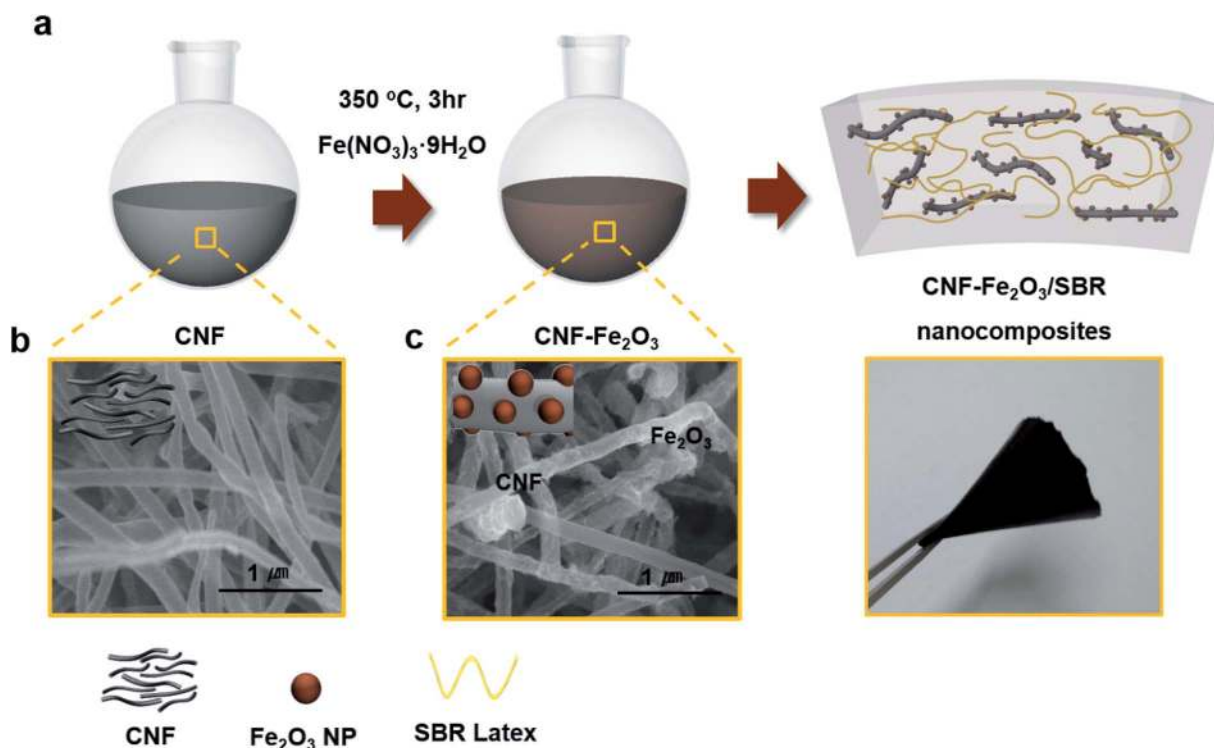 a
350 ºC, 3hr
Fe(NO₃)₃·9H₂O
CNF-Fe₂O₃/SBR
nanocomposites
b
CNF
c
CNF-Fe₂O₃
Fe₂O₃
CNF
1 ㎛
1 ㎛
CNF
Fe₂O₃ NP
SBR Latex